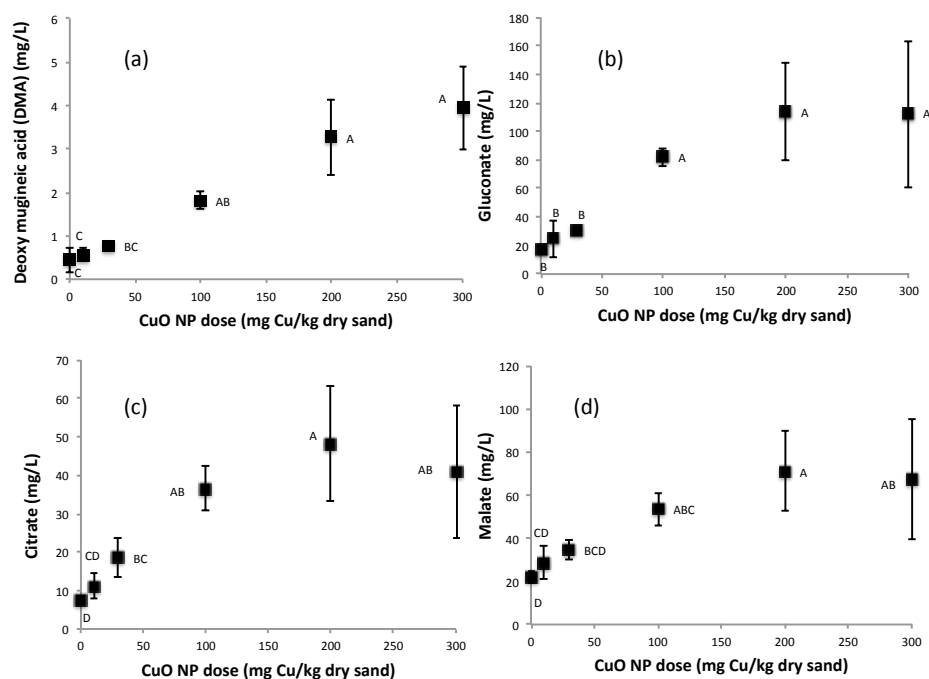 (a)
Deoxy mugineic acid (DMA) (mg/L)
6
5
4
3
2
1
0
C
C
BC
AB
A
A
0
50
100
150
200
250
300
CuO NP dose (mg Cu/kg dry sand)
(b)
Gluconate (mg/L)
180
160
140
120
100
80
60
40
20
0
B
B
B
A
A
A
0
50
100
150
200
250
300
CuO NP dose (mg Cu/kg dry sand)
(c)
Citrate (mg/L)
70
60
50
40
30
20
10
0
D
CD
BC
AB
A
AB
0
50
100
150
200
250
300
CuO NP dose (mg Cu/kg dry sand)
(d)
Malate (mg/L)
120
100
80
60
40
20
0
D
CD
BCD
ABC
A
AB
0
50
100
150
200
250
300
CuO NP dose (mg Cu/kg dry sand)